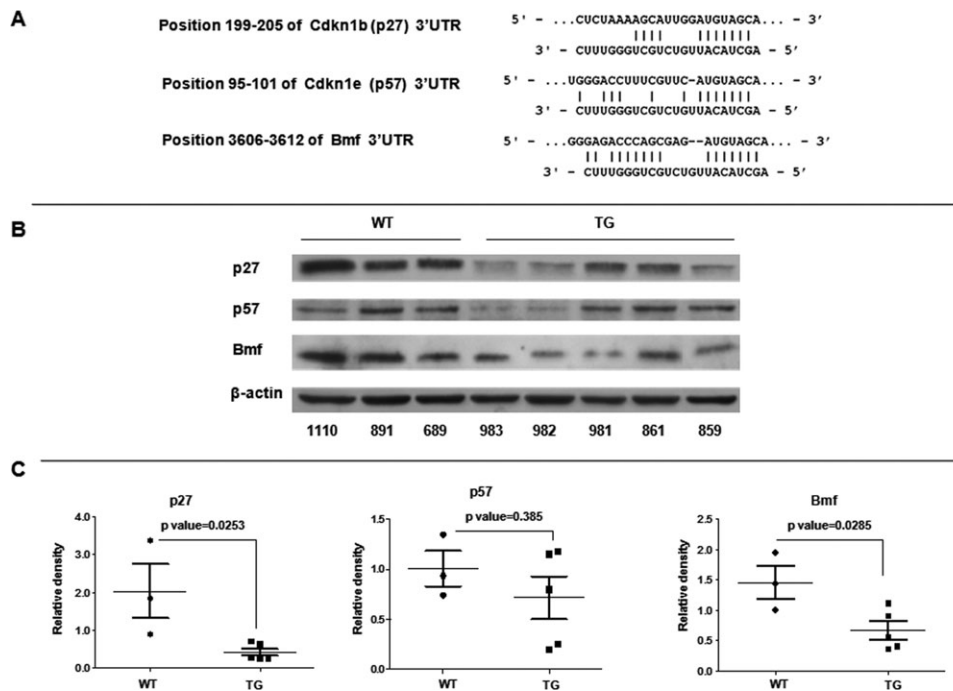 A
Position 199-205 of Cdkn1b (p27) 3'UTR
5' - ...CUCUAAAAGCAUUGGAUGUAGCA... - 3'
3' - CUUUGGGUCGUCUGUUACAUCGA - 5'
Position 95-101 of Cdkn1e (p57) 3'UTR
5' - ...UGGGACCUUUCGUUC-AUGUAGCA... - 3'
3' - CUUUGGGUCGUCUGUUACAUCGA - 5'
Position 3606-3612 of Bmf 3'UTR
5' - ...GGGAGACCCAGCGAG--AUGUAGCA... - 3'
3' - CUUUGGGUCGUCUGUUACAUCGA - 5'
B
WT TG
p27
p57
Bmf
β-actin
1110 891 689 983 982 981 861 859
C
p27
p value=0.0253
Relative density
4.0
3.0
2.0
1.0
0.0
WT TG
p57
p value=0.385
Relative density
1.5
1.0
0.5
0.0
WT TG
Bmf
p value=0.0285
Relative density
2.5
2.0
1.5
1.0
0.5
0.0
WT TG